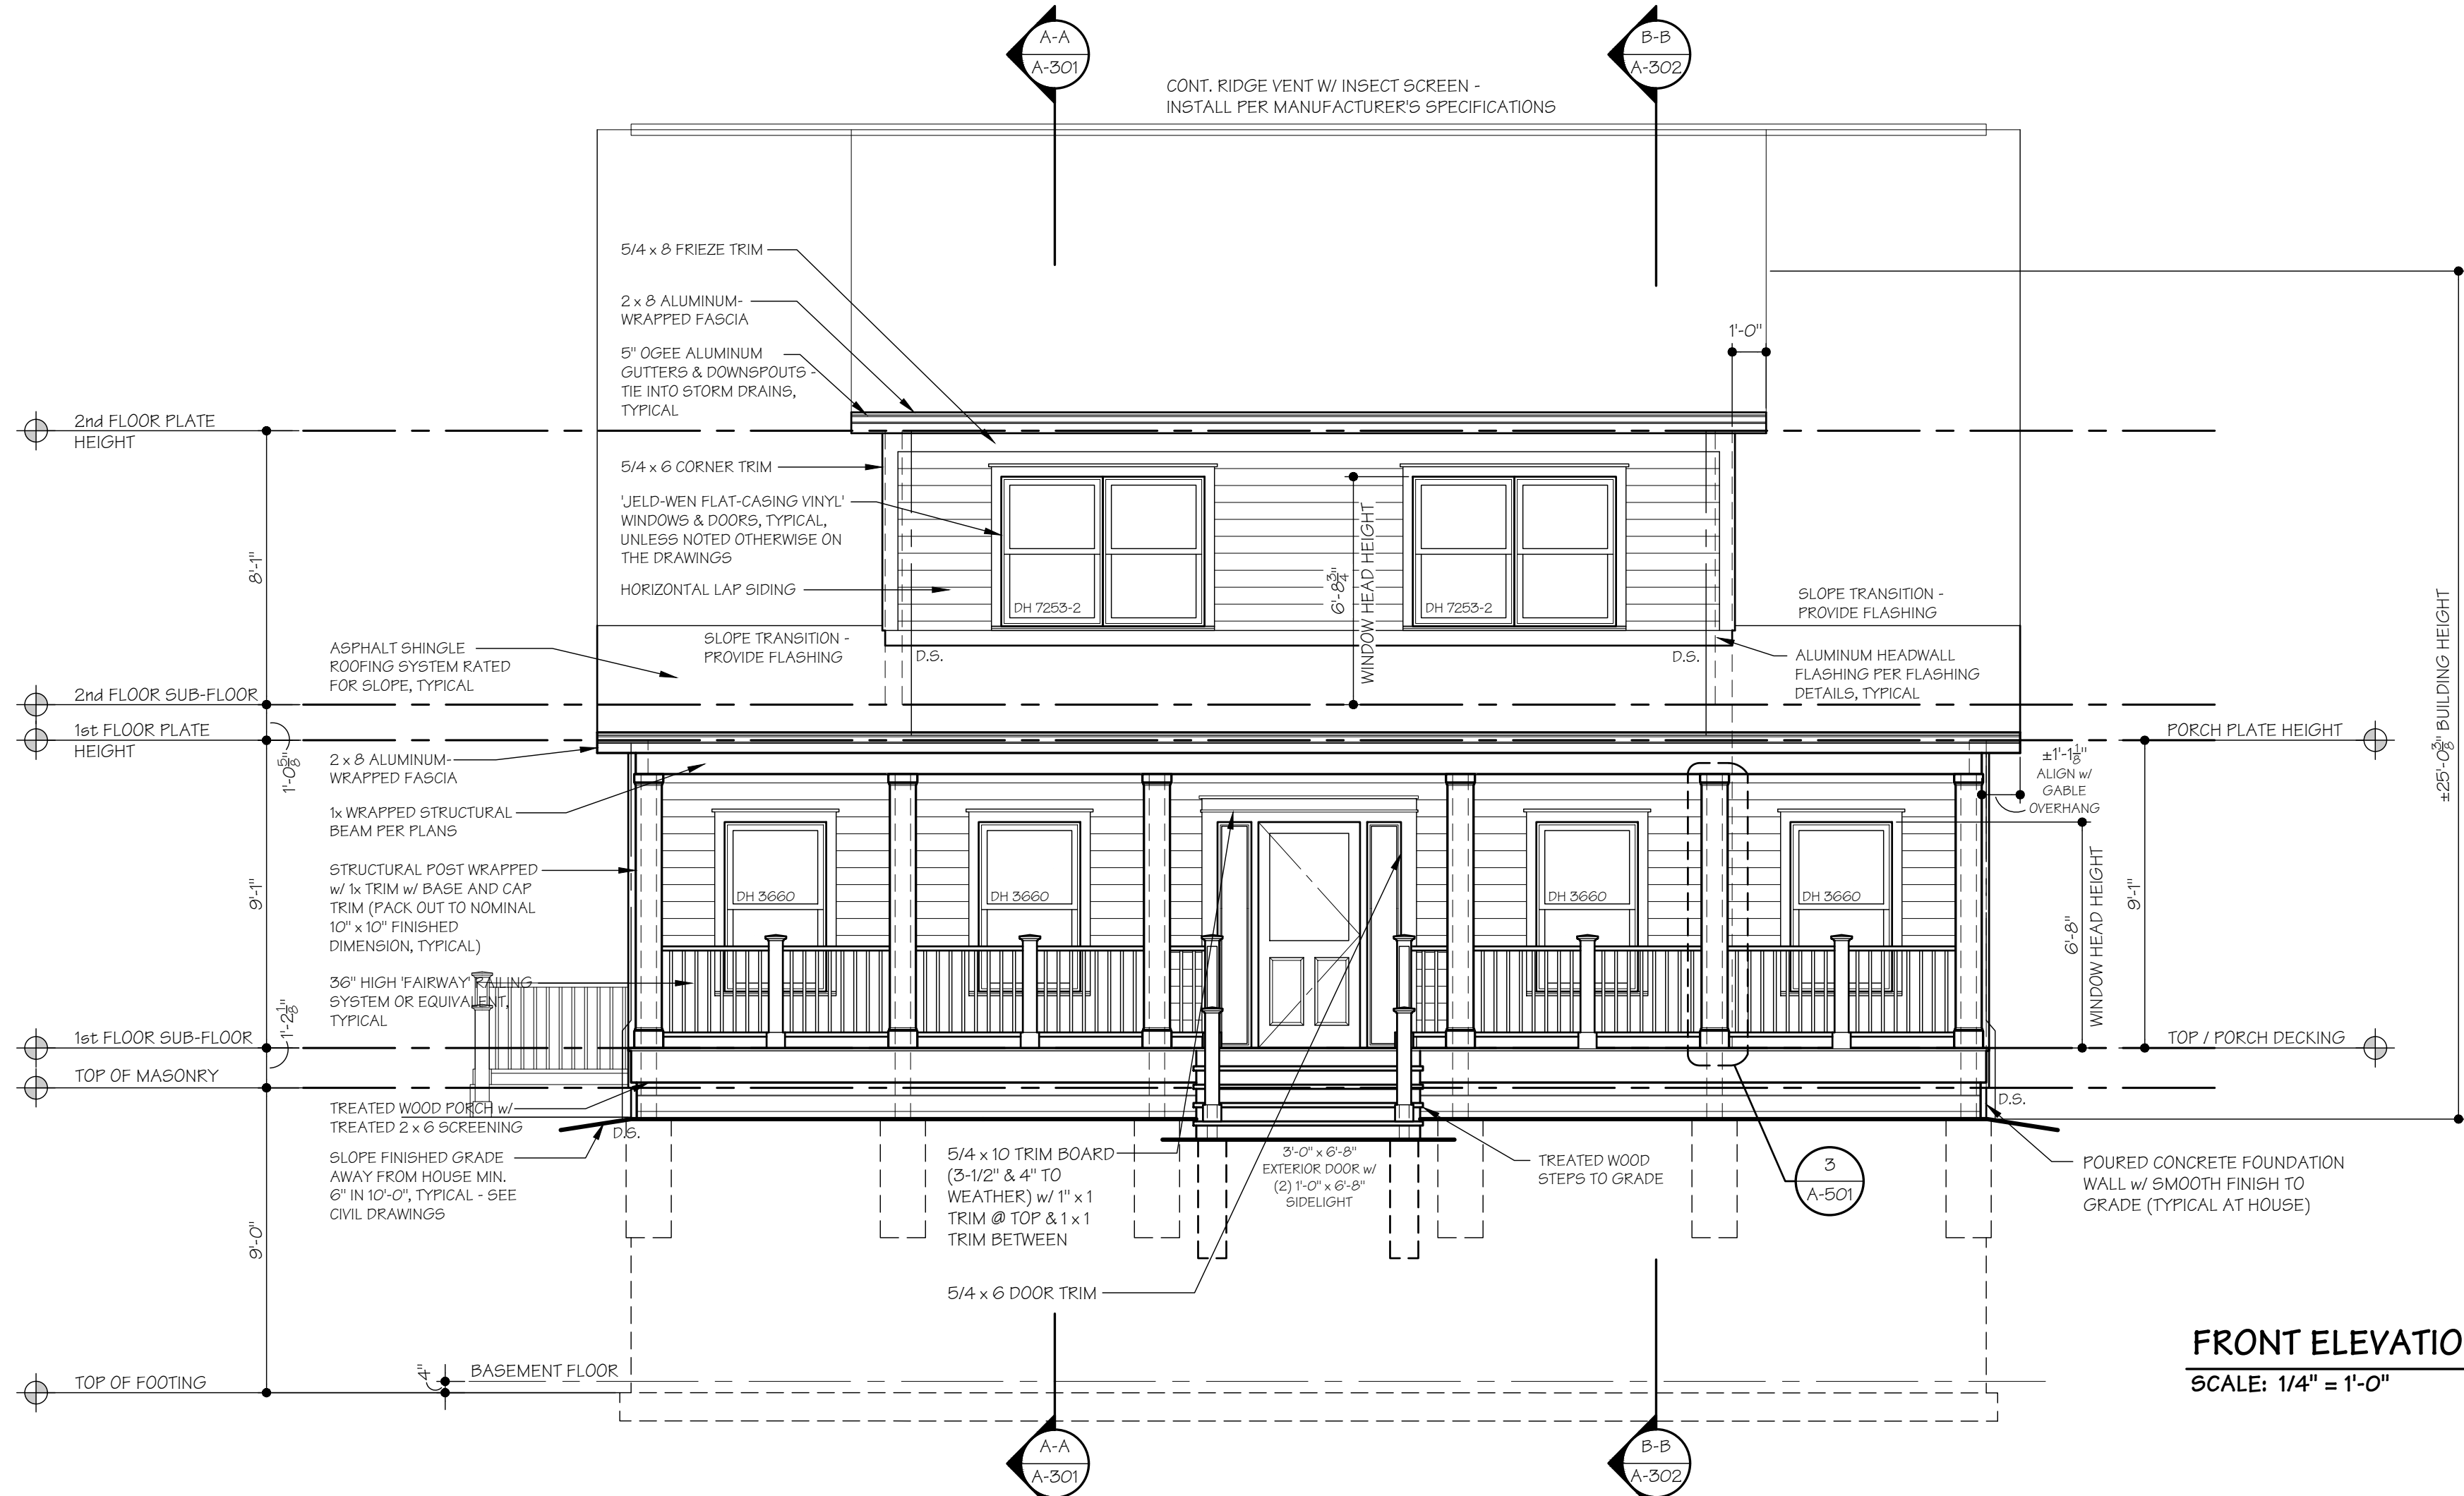 A-A
A-301
B-B
A-302
CONT. RIDGE VENT W/ INSECT SCREEN -
INSTALL PER MANUFACTURER'S SPECIFICATIONS
5/4 x 8 FRIEZE TRIM
2 x 8 ALUMINUM-
WRAPPED FASCIA
5" OGEE ALUMINUM
GUTTERS & DOWNSPOUTS -
TIE INTO STORM DRAINS,
TYPICAL
1'-0"
2nd FLOOR PLATE
HEIGHT
5/4 x 6 CORNER TRIM
'JELD-WEN FLAT-CASING VINYL'
WINDOWS & DOORS, TYPICAL,
UNLESS NOTED OTHERWISE ON
THE DRAWINGS
HORIZONTAL LAP SIDING
8'-1"
DH 7253-2
6'-8 3/4"
WINDOW HEAD HEIGHT
DH 7253-2
SLOPE TRANSITION -
PROVIDE FLASHING
±25'-0 3/8" BUILDING HEIGHT
ASPHALT SHINGLE
ROOFING SYSTEM RATED
FOR SLOPE, TYPICAL
SLOPE TRANSITION -
PROVIDE FLASHING
D.S.
D.S.
ALUMINUM HEADWALL
FLASHING PER FLASHING
DETAILS, TYPICAL
2nd FLOOR SUB-FLOOR
1st FLOOR PLATE
HEIGHT
1'-0 5/8"
PORCH PLATE HEIGHT
2 x 8 ALUMINUM-
WRAPPED FASCIA
±1'-1 1/8"
ALIGN w/
GABLE
OVERHANG
1x WRAPPED STRUCTURAL
BEAM PER PLANS
STRUCTURAL POST WRAPPED
w/ 1x TRIM w/ BASE AND CAP
TRIM (PACK OUT TO NOMINAL
10" x 10" FINISHED
DIMENSION, TYPICAL)
9'-1"
DH 3660
DH 3660
DH 3660
DH 3660
6'-8"
WINDOW HEAD HEIGHT
9'-1"
36" HIGH 'FAIRWAY' RAILING
SYSTEM OR EQUIVALENT,
TYPICAL
1'-2 1/8"
1st FLOOR SUB-FLOOR
TOP / PORCH DECKING
TOP OF MASONRY
TREATED WOOD PORCH w/
TREATED 2 x 6 SCREENING
D.S.
D.S.
SLOPE FINISHED GRADE
AWAY FROM HOUSE MIN.
6" IN 10'-0", TYPICAL - SEE
CIVIL DRAWINGS
5/4 x 10 TRIM BOARD
(3-1/2" & 4" TO
WEATHER) w/ 1" x 1
TRIM @ TOP & 1 x 1
TRIM BETWEEN
3'-0" x 6'-8"
EXTERIOR DOOR w/
(2) 1'-0" x 6'-8"
SIDELIGHT
TREATED WOOD
STEPS TO GRADE
3
A-501
POURED CONCRETE FOUNDATION
WALL w/ SMOOTH FINISH TO
GRADE (TYPICAL AT HOUSE)
9'-0"
5/4 x 6 DOOR TRIM
4"
BASEMENT FLOOR
TOP OF FOOTING
FRONT ELEVATIO
SCALE: 1/4" = 1'-0"
A-A
A-301
B-B
A-302